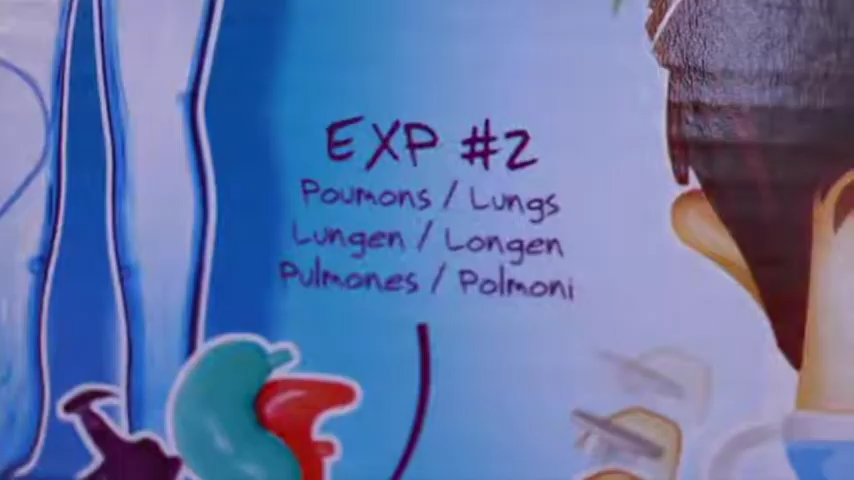 EXP #2
Poumons / Lungs
Lungen / Longen
Pulmones / Polmoni